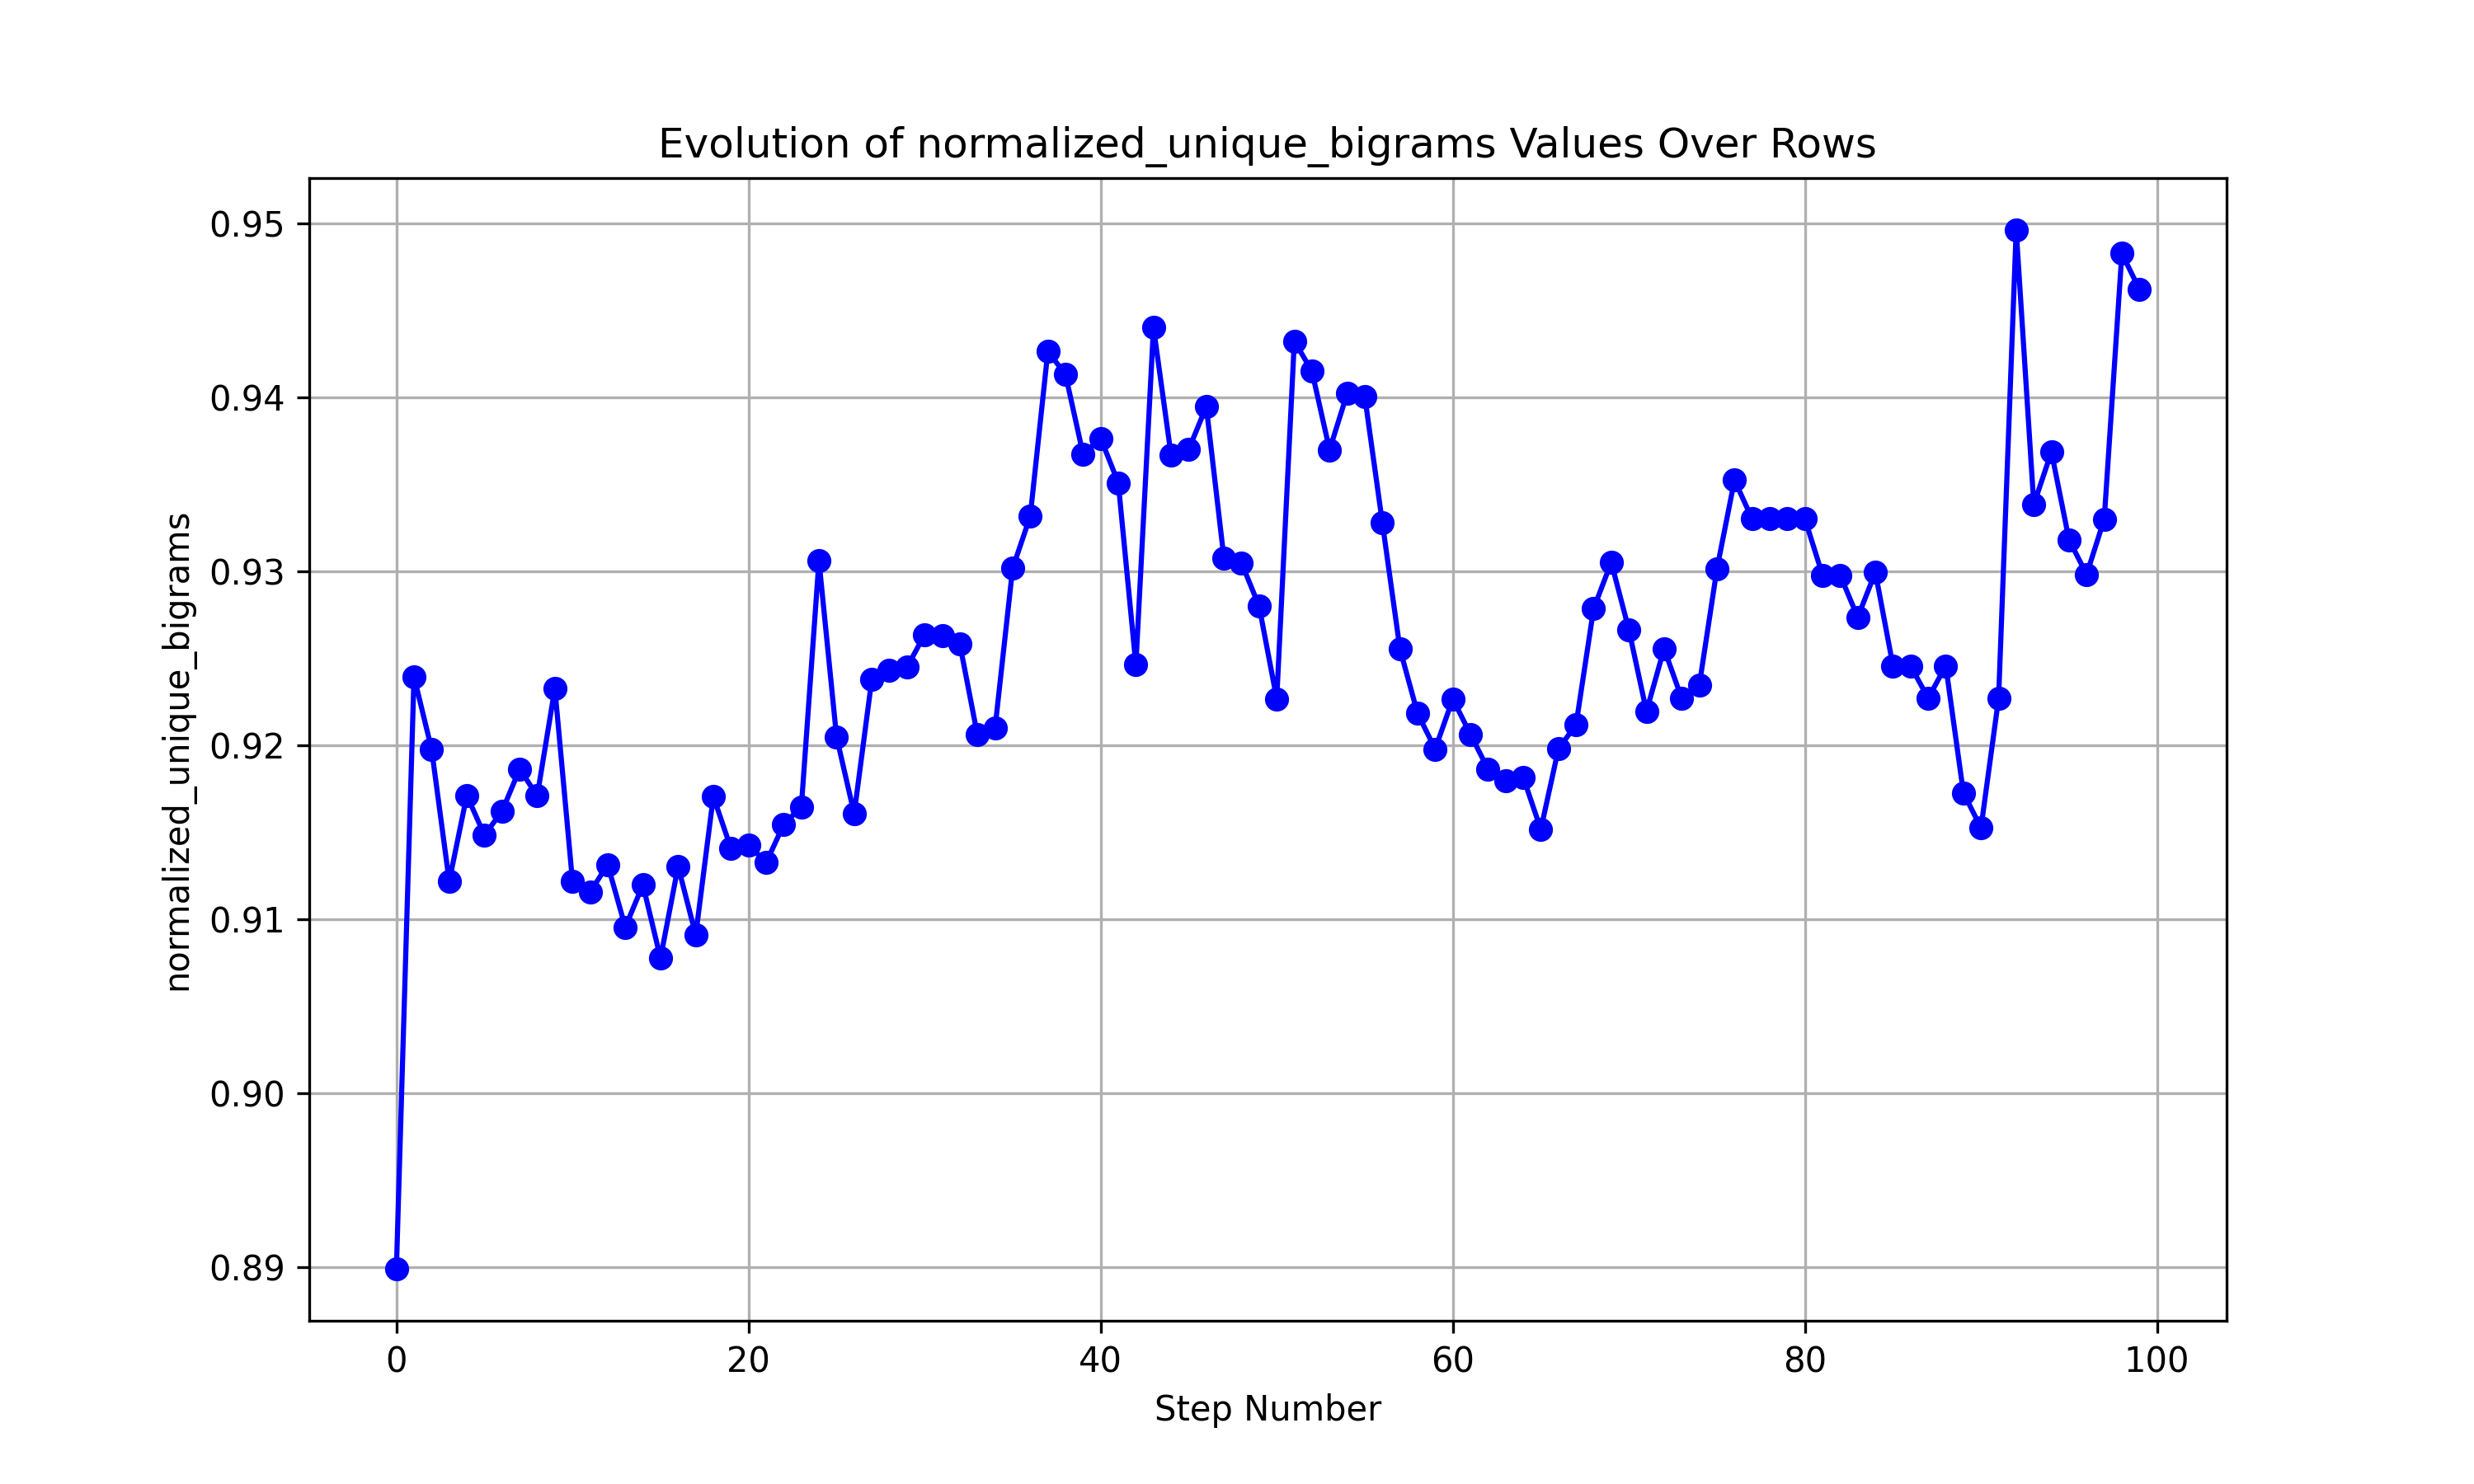 Evolution of normalized_unique_bigrams Values Over Rows
normalized_unique_bigrams
0.95
0.94
0.93
0.92
0.91
0.90
0.89
0 20 40 60 80 100
Step Number